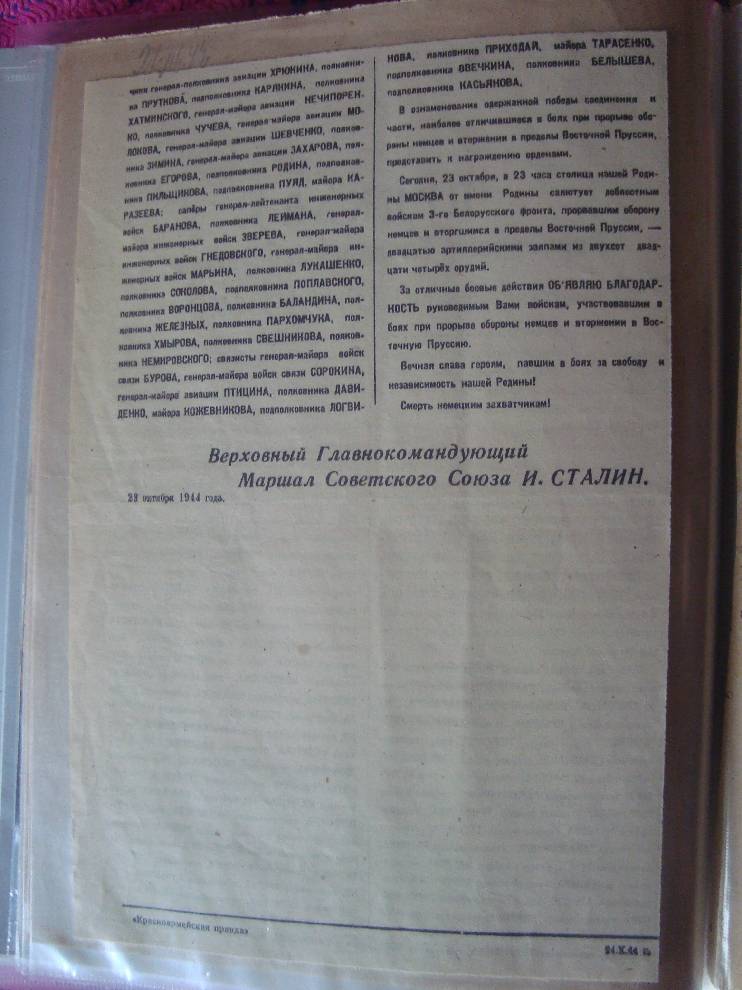 чики генерал-полковника авиации ХРЮКИНА, полковни-
ка ПРУТКОВА, подполковника КАРЯКИНА, полковника
ХАТМИНСКОГО, генерал-майора авиации НЕЧИПОРЕН-
КО, полковника ЧУЧЕВА, генерал-майора авиации МО-
ЛОКОВА, генерал-майора авиации ШЕВЧЕНКО, полков-
ника ЗИМИНА, генерал-майора авиации ЗАХАРОВА, пол-
ковника ЕГОРОВА, подполковника РОДИНА, подполков-
ника ПИЛЬЩИКОВА, подполковника ПУЯД, майора КА-
РАЗЕЕВА; сапёры генерал-лейтенанта инженерных
войск БАРАНОВА, полковника ЛЕЙМАНА, генерал-
майора инженерных войск ЗВЕРЕВА, генерал-майора
инженерных войск ГНЕДОВСКОГО, генерал-майора ин-
женерных войск МАРЬИНА, полковника ЛУКАШЕНКО,
полковника СОКОЛОВА, подполковника ПОПЛАВСКОГО,
полковника ВОРОНЦОВА, полковника БАЛАНДИНА, пол-
ковника ЖЕЛЕЗНЫХ, полковника ПАРХОМЧУКА, пол-
ковника ХМЫРОВА, полковника СВЕШНИКОВА, полков-
ника НЕМИРОВСКОГО; связисты генерал-майора войск
связи БУРОВА, генерал-майора войск связи СОРОКИНА,
генерал-майора авиации ПТИЦИНА, полковника ДАВИ-
ДЕНКО, майора КОЖЕВНИКОВА, подполковника ЛОГВИ-
НОВА, полковника ПРИХОДАЙ, майора ТАРАСЕНКО,
подполковника ОВЕЧКИНА, полковника БЕЛЫШЕВА,
подполковника КАСЬЯНОВА.
В ознаменование одержанной победы соединения и
части, наиболее отличившиеся в боях при прорыве обо-
роны немцев и вторжении в пределы Восточной Пруссии,
представить к награждению орденами.
Сегодня, 23 октября, в 23 часа столица нашей Роди-
ны МОСКВА от имени Родины салютует доблестным
войскам 3-го Белорусского фронта, прорвавшим оборону
немцев и вторгшимся в пределы Восточной Пруссии, —
двадцатью артиллерийскими залпами из двухсот двад-
цати четырёх орудий.
За отличные боевые действия ОБ'ЯВЛЯЮ БЛАГОДАР-
НОСТЬ руководимым Вами войскам, участвовавшим в
боях при прорыве обороны немцев и вторжении в Вос-
точную Пруссию.
Вечная слава героям, павшим в боях за свободу и
независимость нашей Родины!
Смерть немецким захватчикам!
Верховный Главнокомандующий
Маршал Советского Союза И. СТАЛИН.
23 октября 1944 года.
«Красноармейская правда»
24.X.44 г.